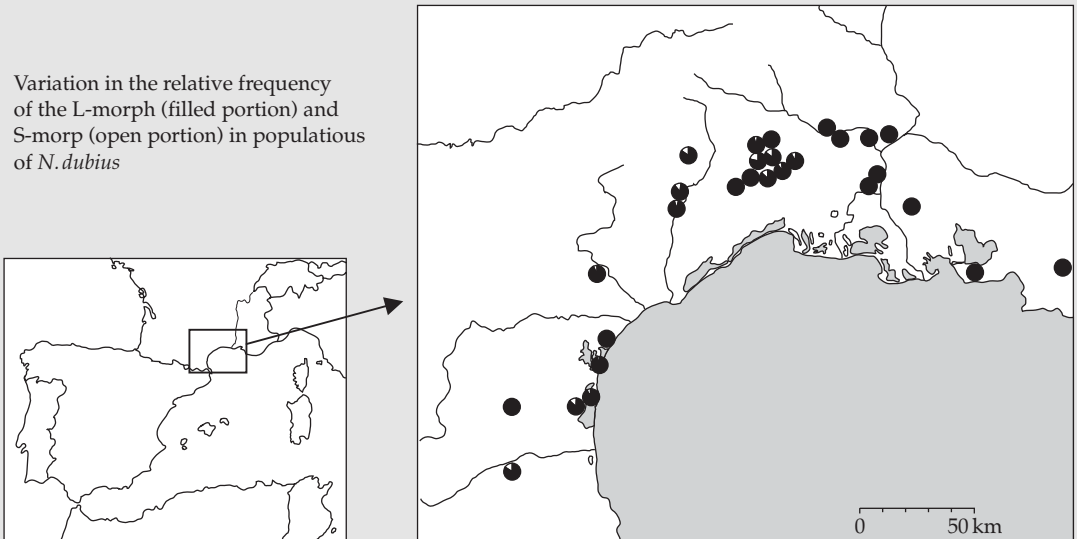 Variation in the relative frequency
of the L-morph (filled portion) and
S-morp (open portion) in populatious
of N. dubius
0 50 km